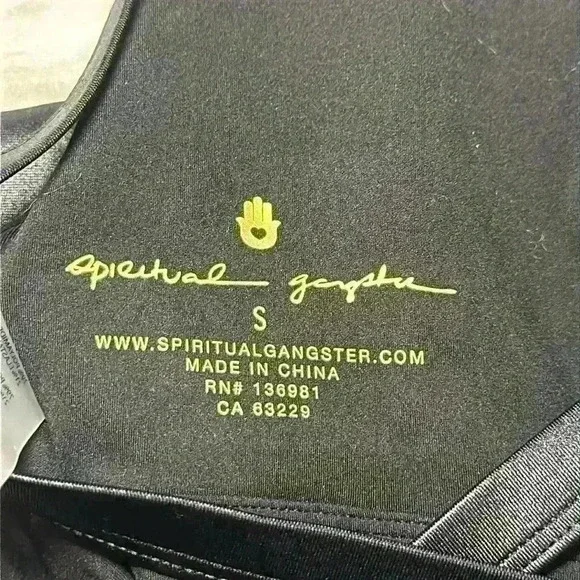 spiritual gangster
S
WWW.SPIRITUALGANGSTER.COM
MADE IN CHINA
RN# 136981
CA 63229